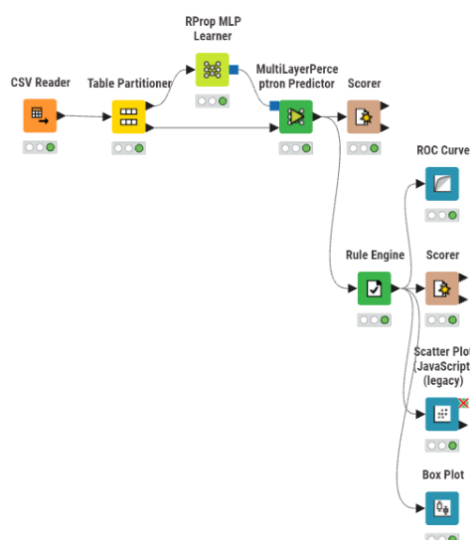 RProp MLP
Learner
CSV Reader
Table Partitioner
MultiLayerPerce
ptron Predictor
Scorer
ROC Curve
Rule Engine
Scorer
Scatter Plo
(JavaScript
(legacy)
Box Plot